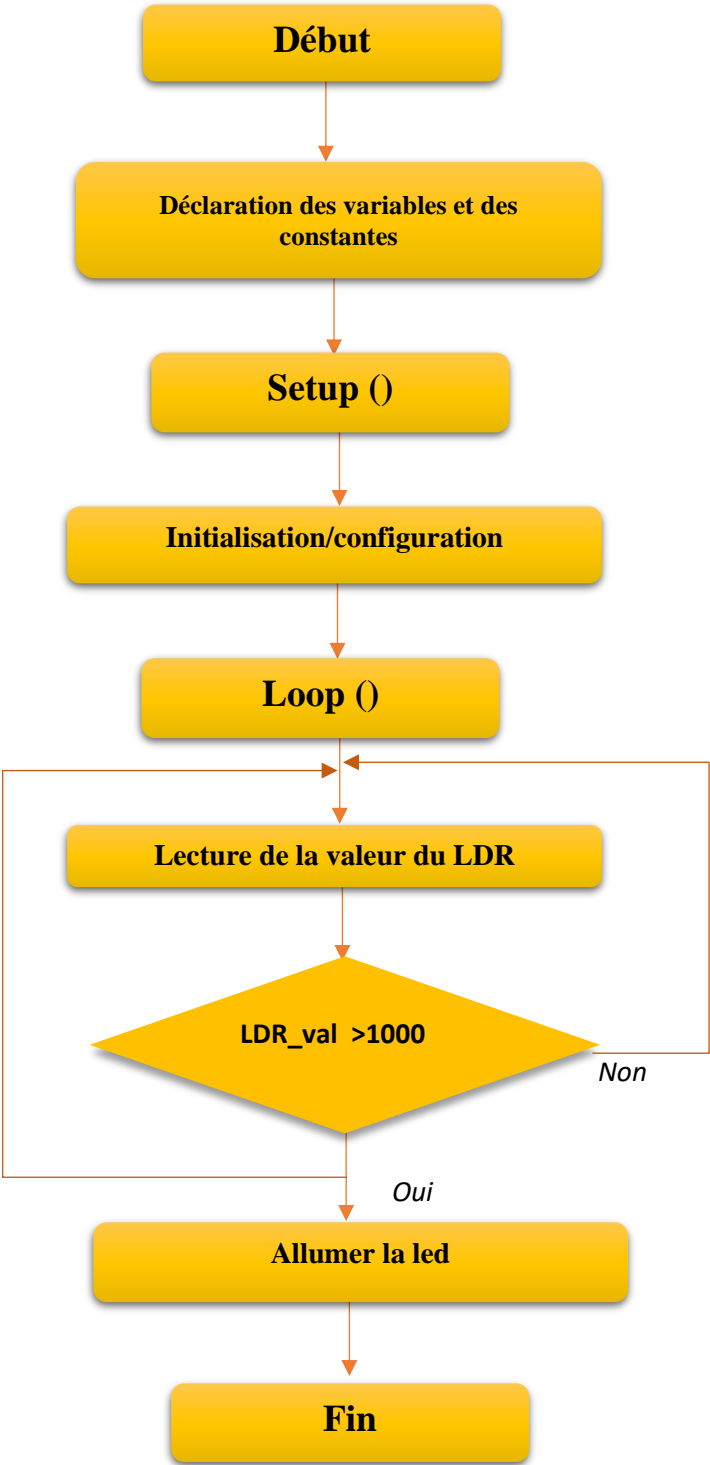 Début
Déclaration des variables et des
constantes
Setup ()
Initialisation/configuration
Loop ()
Lecture de la valeur du LDR
LDR_val >1000
Non
Oui
Allumer la led
Fin